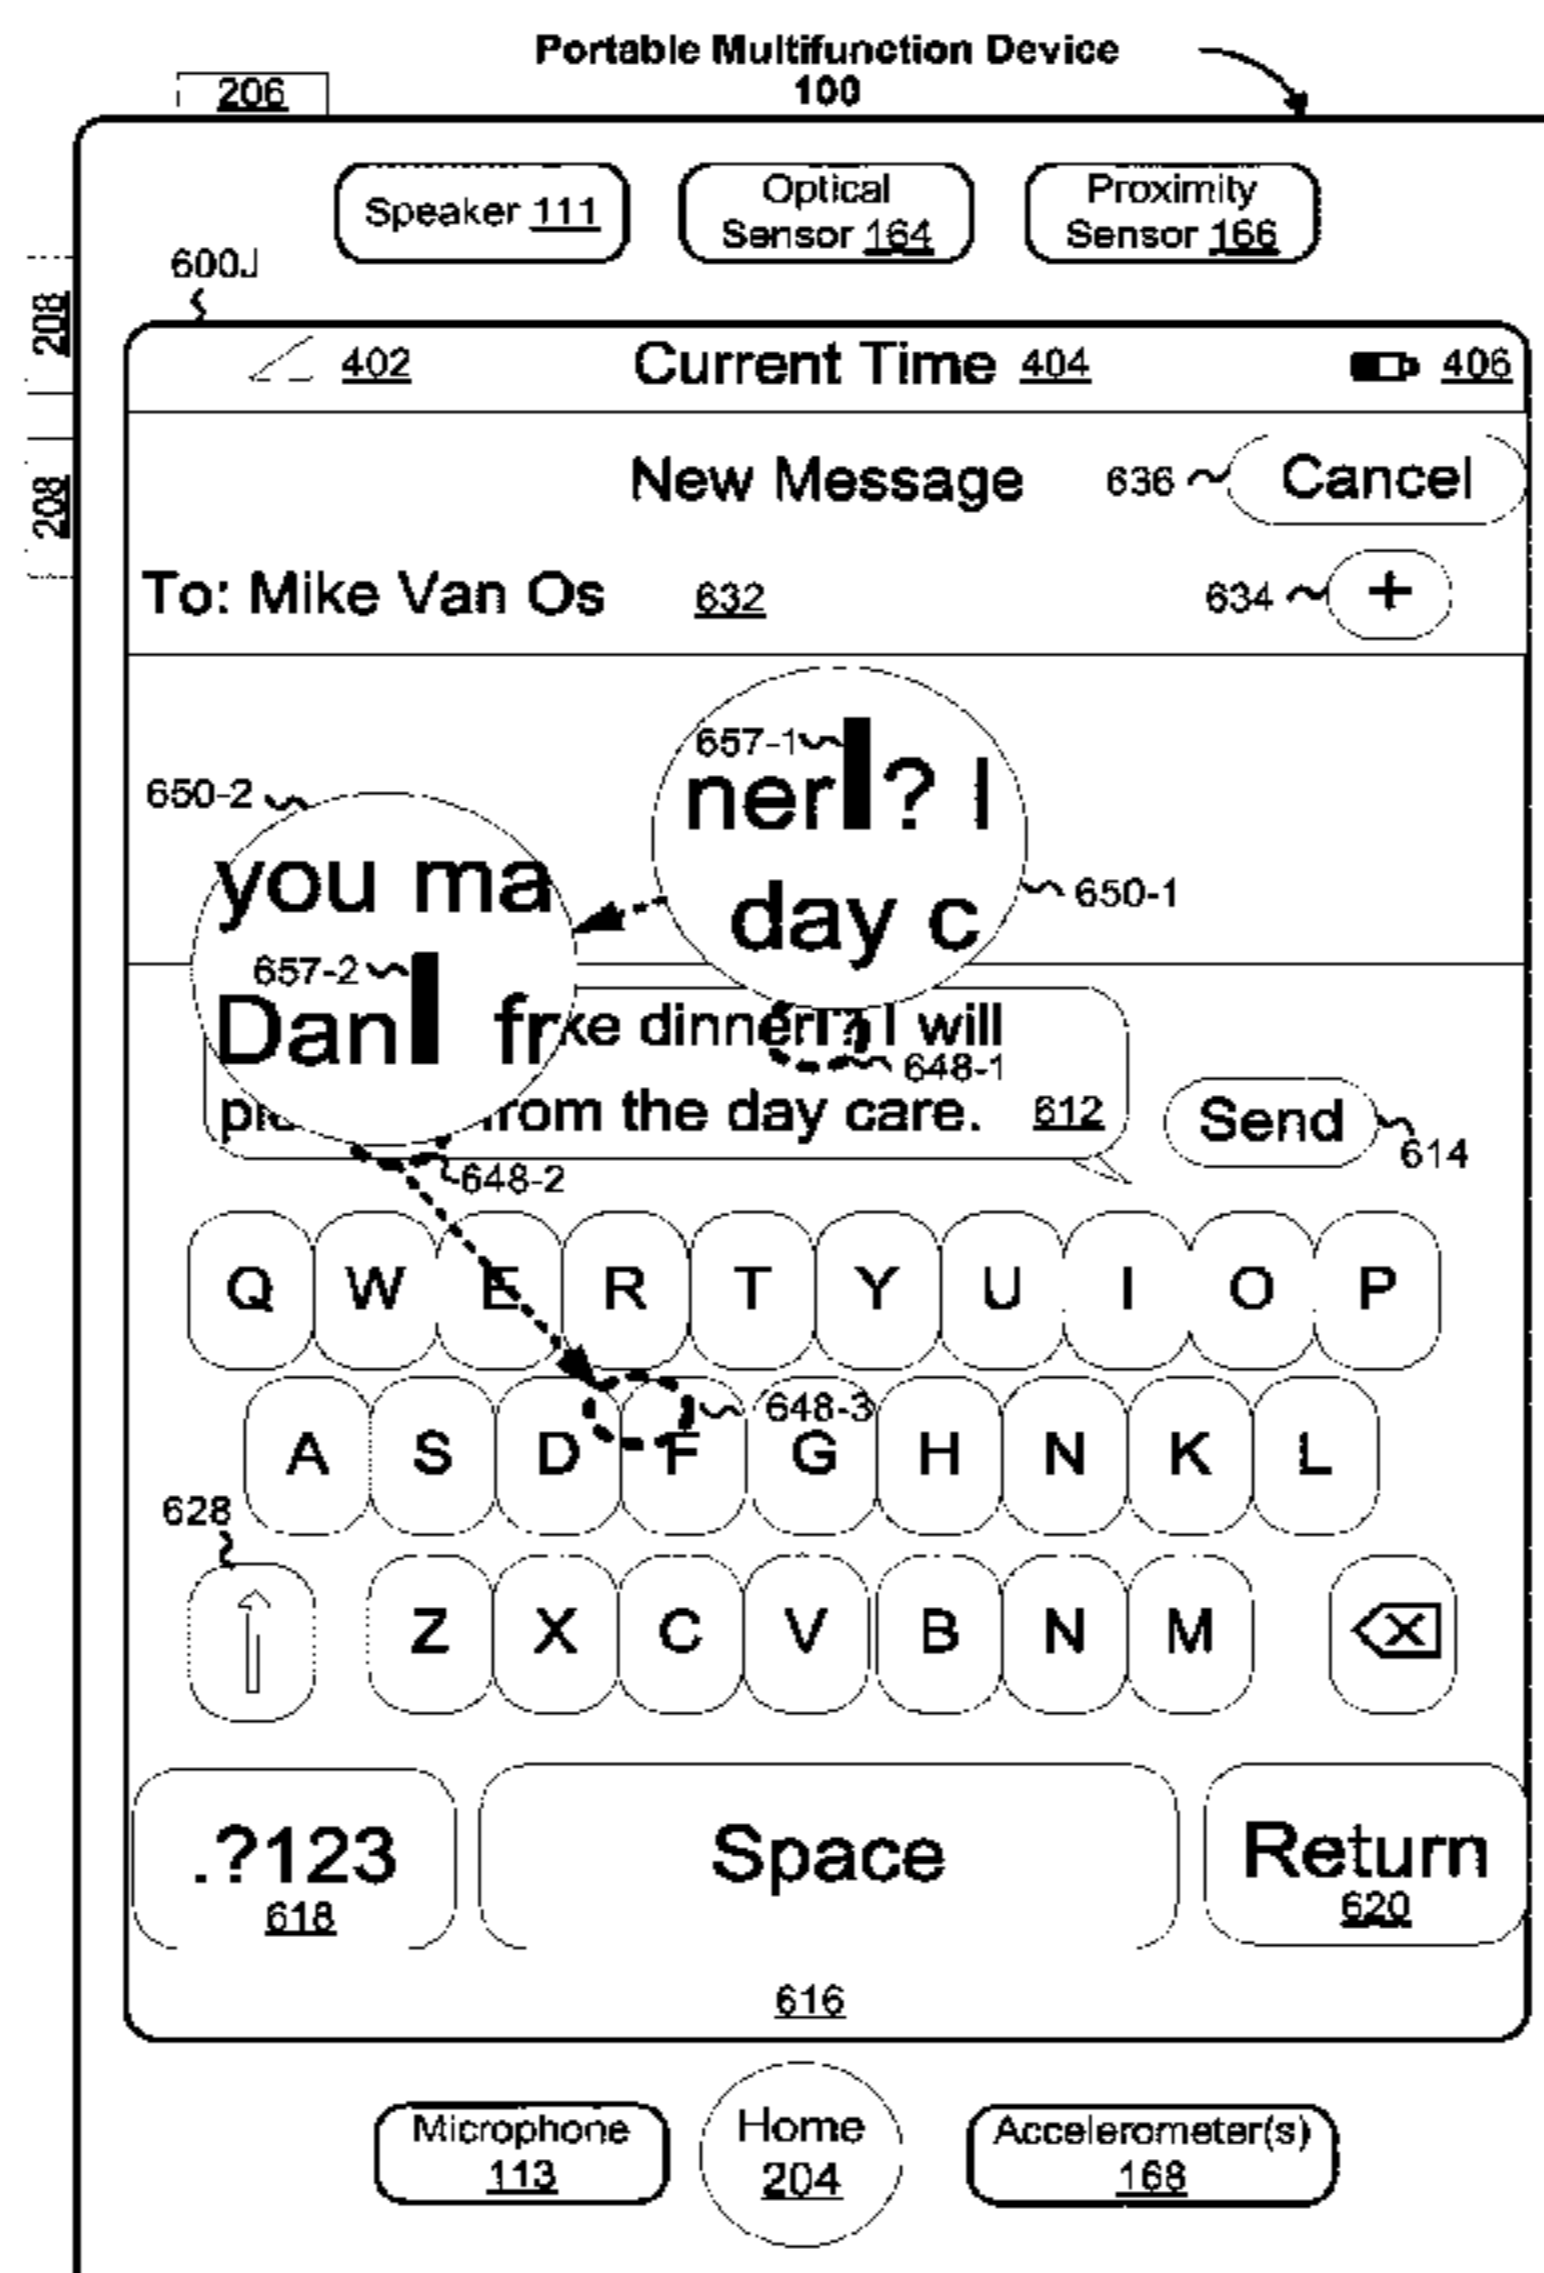 Portable Multifunction Device
100
206
Speaker 111
Optical
Sensor 164
Proximity
Sensor 166
600J
208
208
402
Current Time 404
406
New Message
636
Cancel
To: Mike Van Os
632
634
+
657-1
ner ? I
day c
650-1
650-2
you ma
657-2
Dan fr
ke dinner ? I will
648-1
rom the day care.
612
Send
614
648-2
Q W E R T Y U I O P
648-3
A S D F G H N K L
628
Z X C V B N M
.?123
618
Space
Return
620
616
Microphone
113
Home
204
Accelerometer(s)
168